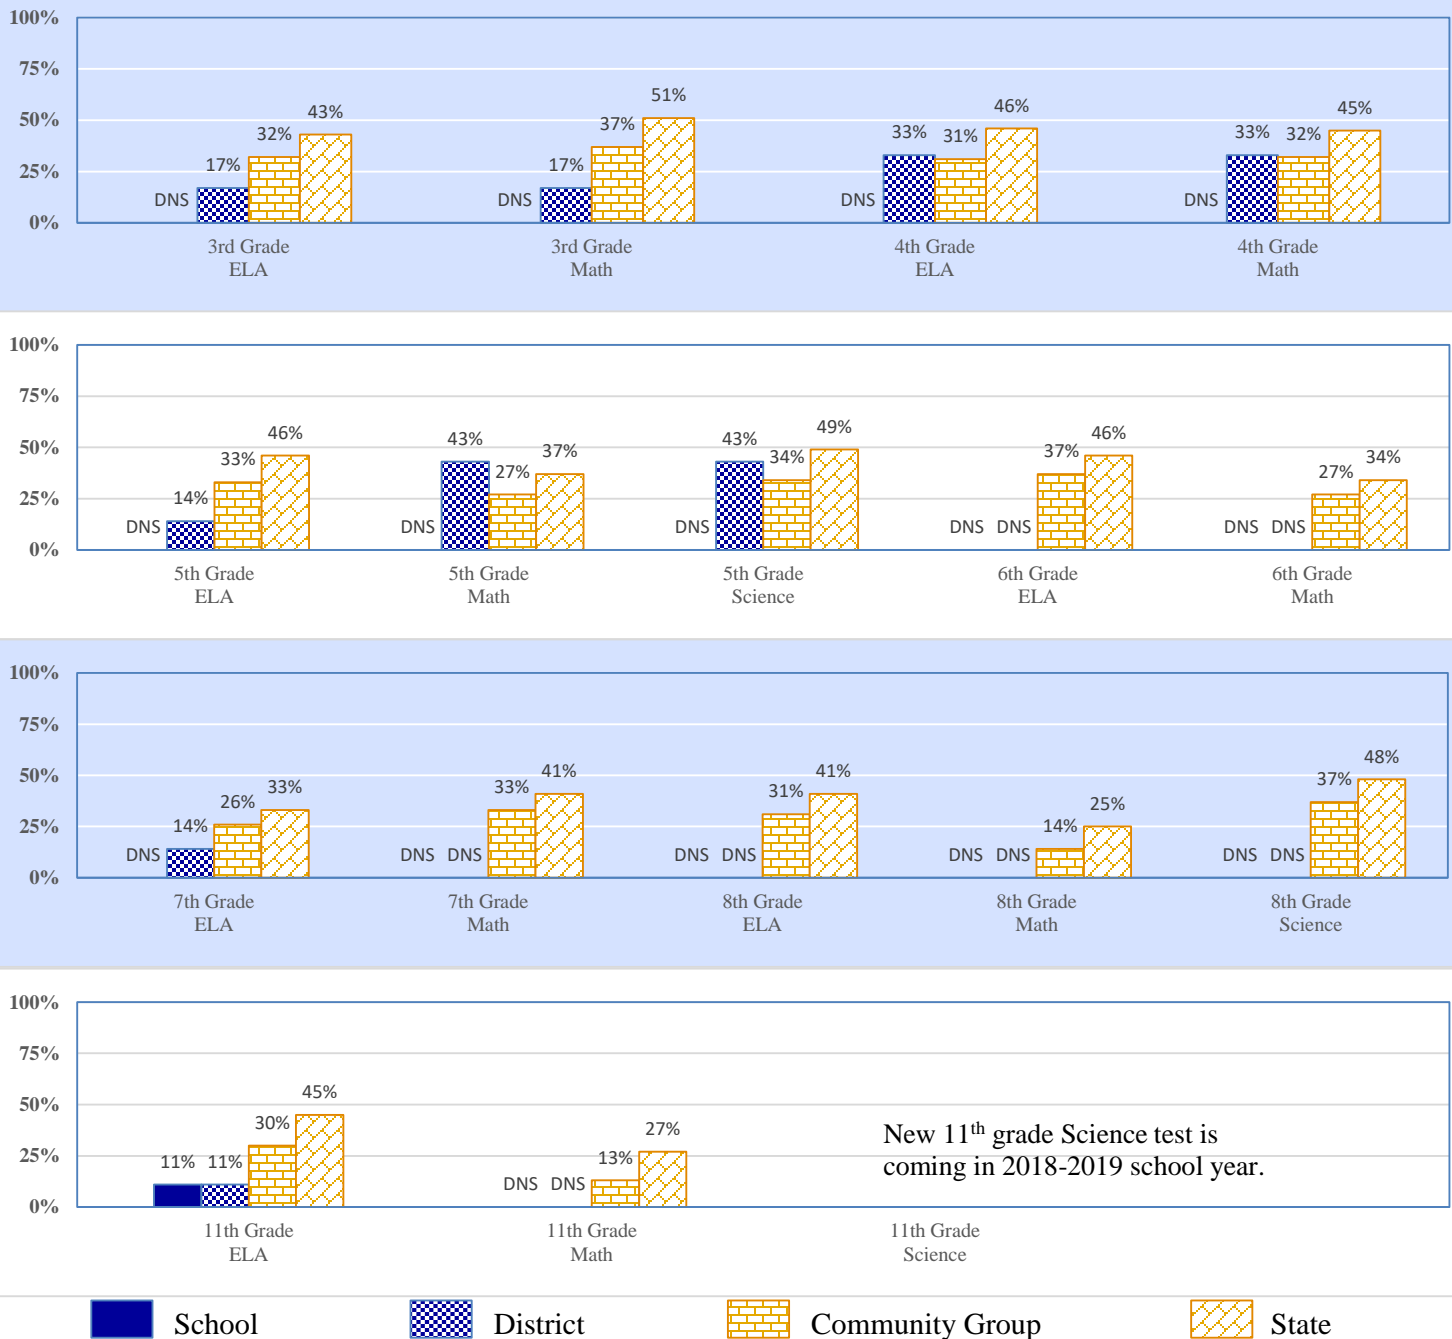 100%
75%
50%
25%
0%
DNS 17% 32% 43%
DNS 17% 37% 51%
DNS 33% 31% 46%
DNS 33% 32% 45%
3rd Grade
ELA
3rd Grade
Math
4th Grade
ELA
4th Grade
Math
100%
75%
50%
25%
0%
DNS 14% 33% 46%
DNS 43% 27% 37%
DNS 43% 34% 49%
DNS DNS 37% 46%
DNS DNS 27% 34%
5th Grade
ELA
5th Grade
Math
5th Grade
Science
6th Grade
ELA
6th Grade
Math
100%
75%
50%
25%
0%
DNS 14% 26% 33%
DNS DNS 33% 41%
DNS DNS 31% 41%
DNS DNS 14% 25%
DNS DNS 37% 48%
7th Grade
ELA
7th Grade
Math
8th Grade
ELA
8th Grade
Math
8th Grade
Science
100%
75%
50%
25%
0%
11% 11% 30% 45%
DNS DNS 13% 27%
New 11th grade Science test is
coming in 2018-2019 school year.
11th Grade
ELA
11th Grade
Math
11th Grade
Science
School District Community Group State